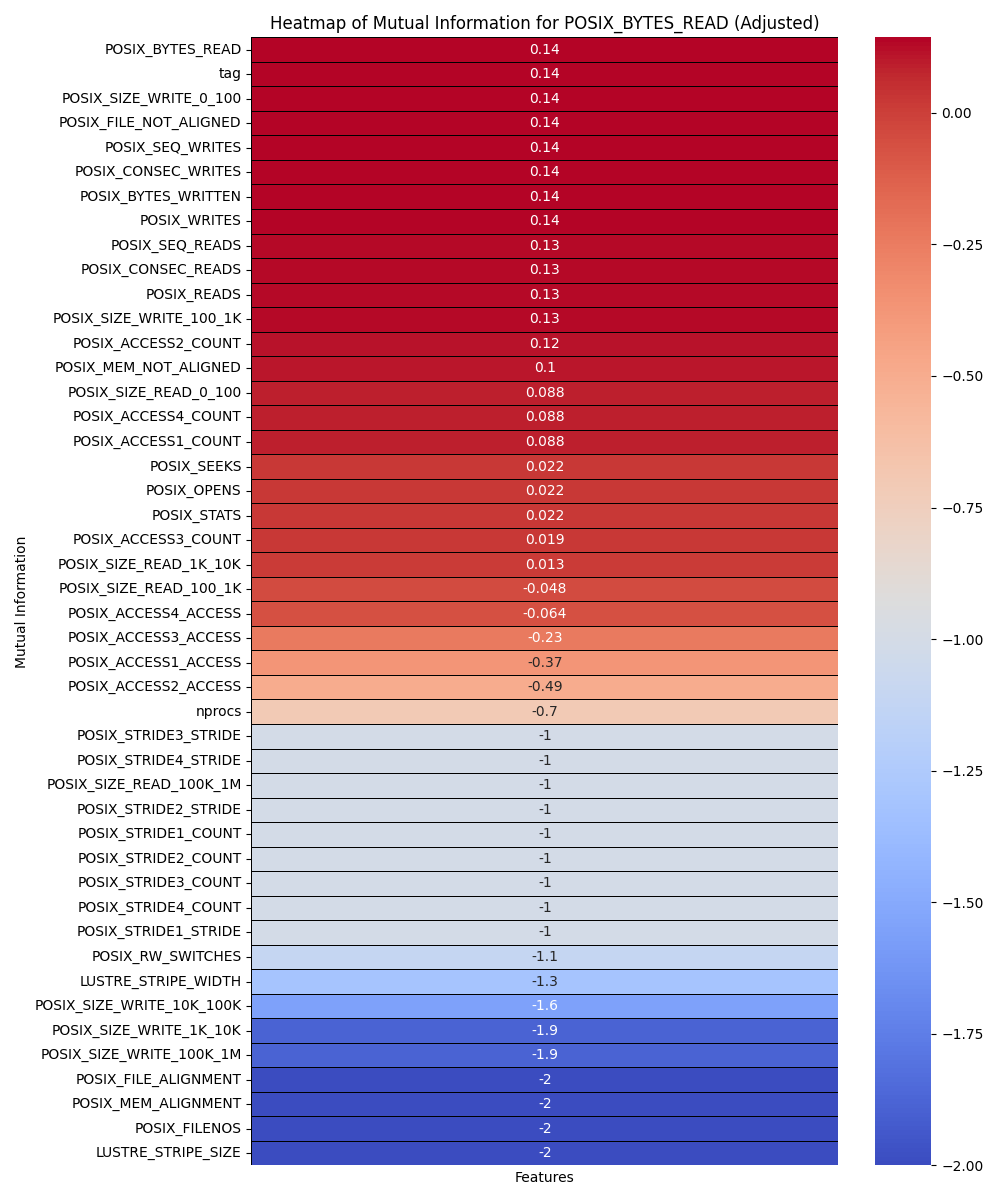 Heatmap of Mutual Information for POSIX_BYTES_READ (Adjusted)
POSIX_BYTES_READ 0.14
tag 0.14
POSIX_SIZE_WRITE_0_100 0.14
POSIX_FILE_NOT_ALIGNED 0.14
POSIX_SEQ_WRITES 0.14
POSIX_CONSEC_WRITES 0.14
POSIX_BYTES_WRITTEN 0.14
POSIX_WRITES 0.14
POSIX_SEQ_READS 0.13
POSIX_CONSEC_READS 0.13
POSIX_READS 0.13
POSIX_SIZE_WRITE_100_1K 0.13
POSIX_ACCESS2_COUNT 0.12
POSIX_MEM_NOT_ALIGNED 0.1
POSIX_SIZE_READ_0_100 0.088
POSIX_ACCESS4_COUNT 0.088
POSIX_ACCESS1_COUNT 0.088
POSIX_SEEKS 0.022
POSIX_OPENS 0.022
POSIX_STATS 0.022
POSIX_ACCESS3_COUNT 0.019
POSIX_SIZE_READ_1K_10K 0.013
POSIX_SIZE_READ_100_1K -0.048
POSIX_ACCESS4_ACCESS -0.064
POSIX_ACCESS3_ACCESS -0.23
POSIX_ACCESS1_ACCESS -0.37
POSIX_ACCESS2_ACCESS -0.49
nprocs -0.7
POSIX_STRIDE3_STRIDE -1
POSIX_STRIDE4_STRIDE -1
POSIX_SIZE_READ_100K_1M -1
POSIX_STRIDE2_STRIDE -1
POSIX_STRIDE1_COUNT -1
POSIX_STRIDE2_COUNT -1
POSIX_STRIDE3_COUNT -1
POSIX_STRIDE4_COUNT -1
POSIX_STRIDE1_STRIDE -1
POSIX_RW_SWITCHES -1.1
LUSTRE_STRIPE_WIDTH -1.3
POSIX_SIZE_WRITE_10K_100K -1.6
POSIX_SIZE_WRITE_1K_10K -1.9
POSIX_SIZE_WRITE_100K_1M -1.9
POSIX_FILE_ALIGNMENT -2
POSIX_MEM_ALIGNMENT -2
POSIX_FILENOS -2
LUSTRE_STRIPE_SIZE -2
Mutual Information
Features
0.00
−0.25
−0.50
−0.75
−1.00
−1.25
−1.50
−1.75
−2.00